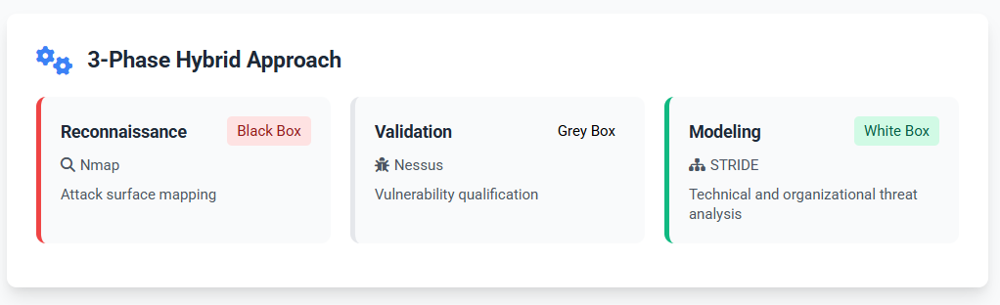 3-Phase Hybrid Approach
Reconnaissance
Black Box
Nmap
Attack surface mapping
Validation
Grey Box
Nessus
Vulnerability qualification
Modeling
White Box
STRIDE
Technical and organizational threat
analysis